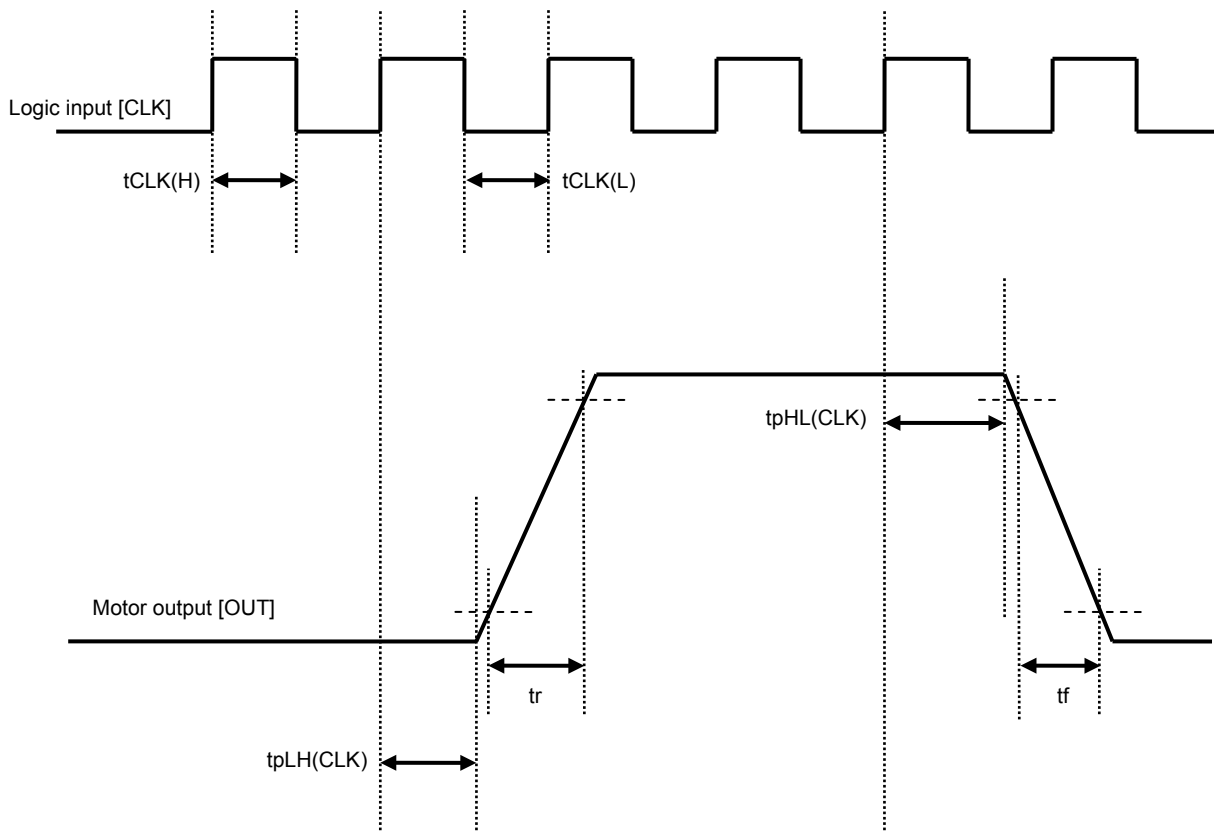 Logic input [CLK]
tCLK(H)
tCLK(L)
tpHL(CLK)
Motor output [OUT]
tr
tf
tpLH(CLK)